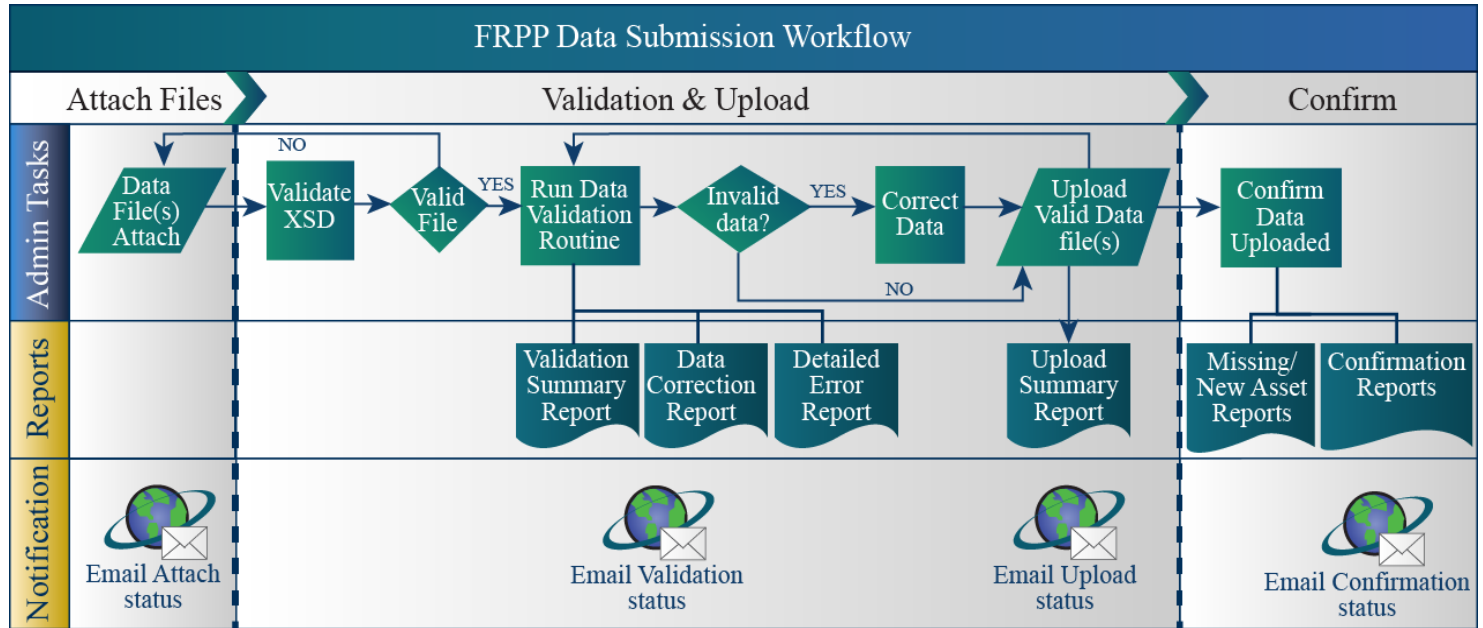 FRPP Data Submission Workflow
Attach Files
Validation & Upload
Confirm
Admin Tasks
Data
File(s)
Attach
Validate
XSD
NO
Valid
File
YES
Run Data
Validation
Routine
Invalid
data?
YES
NO
Correct
Data
Upload
Valid Data
file(s)
Confirm
Data
Uploaded
Reports
Validation
Summary
Report
Data
Correction
Report
Detailed
Error
Report
Upload
Summary
Report
Missing/
New Asset
Reports
Confirmation
Reports
Notification
Email Attach
status
Email Validation
status
Email Upload
status
Email Confirmation
status